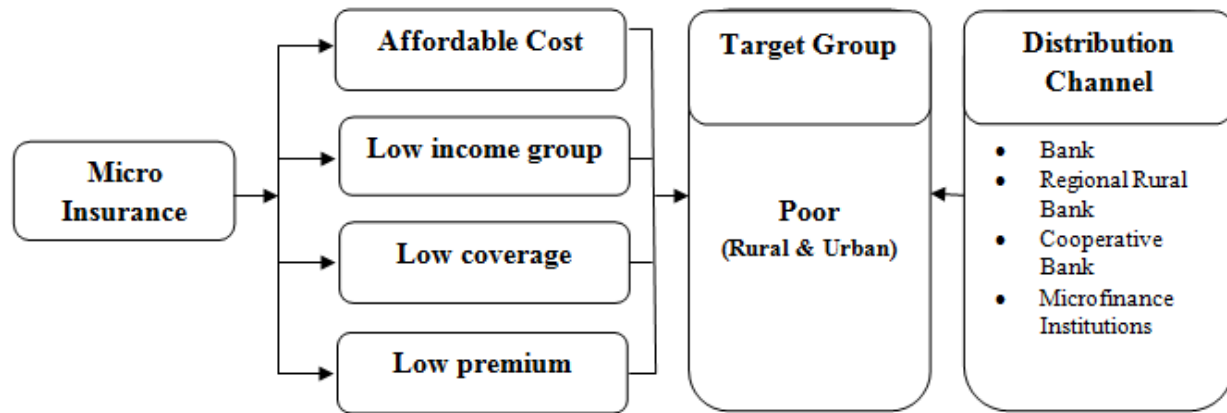 Micro
Insurance
Affordable Cost
Low income group
Low coverage
Low premium
Target Group
Poor
(Rural & Urban)
Distribution
Channel
• Bank
• Regional Rural
Bank
• Cooperative
Bank
• Microfinance
Institutions